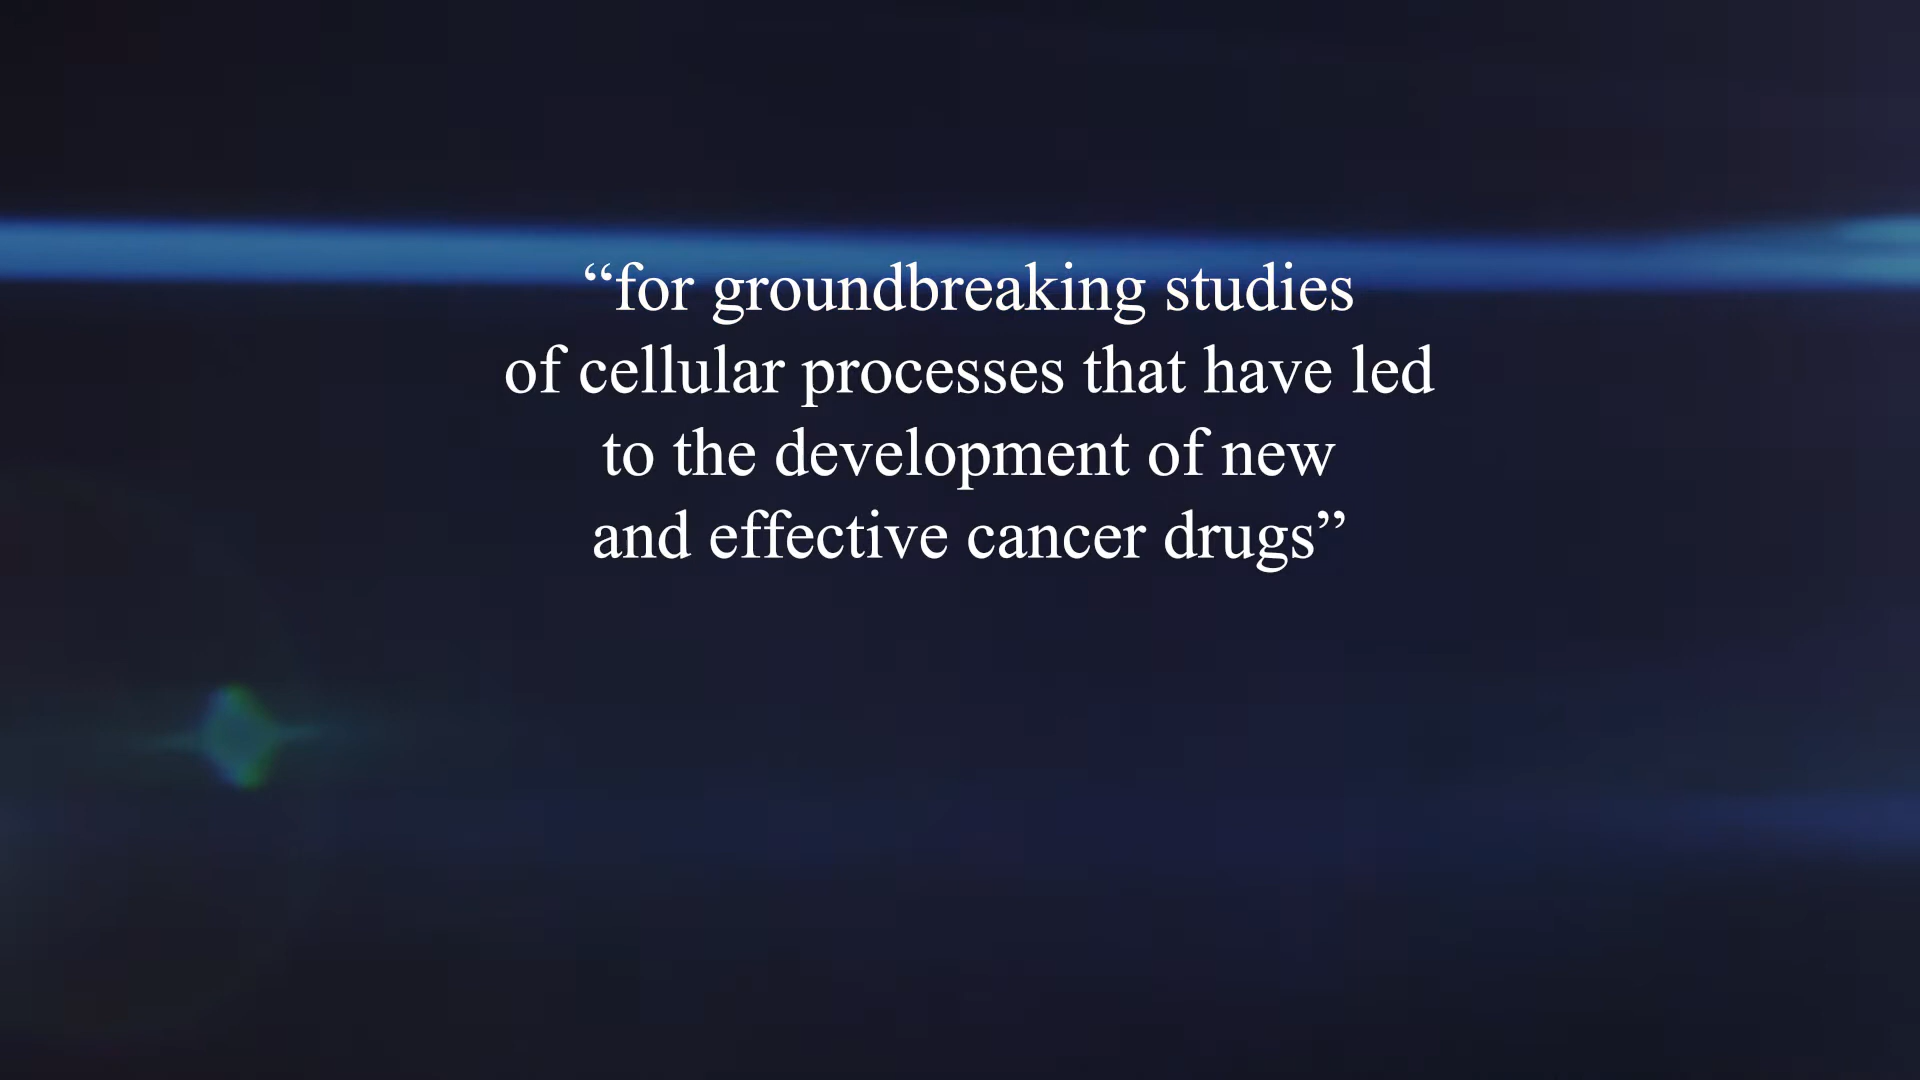 “for groundbreaking studies
of cellular processes that have led
to the development of new
and effective cancer drugs”